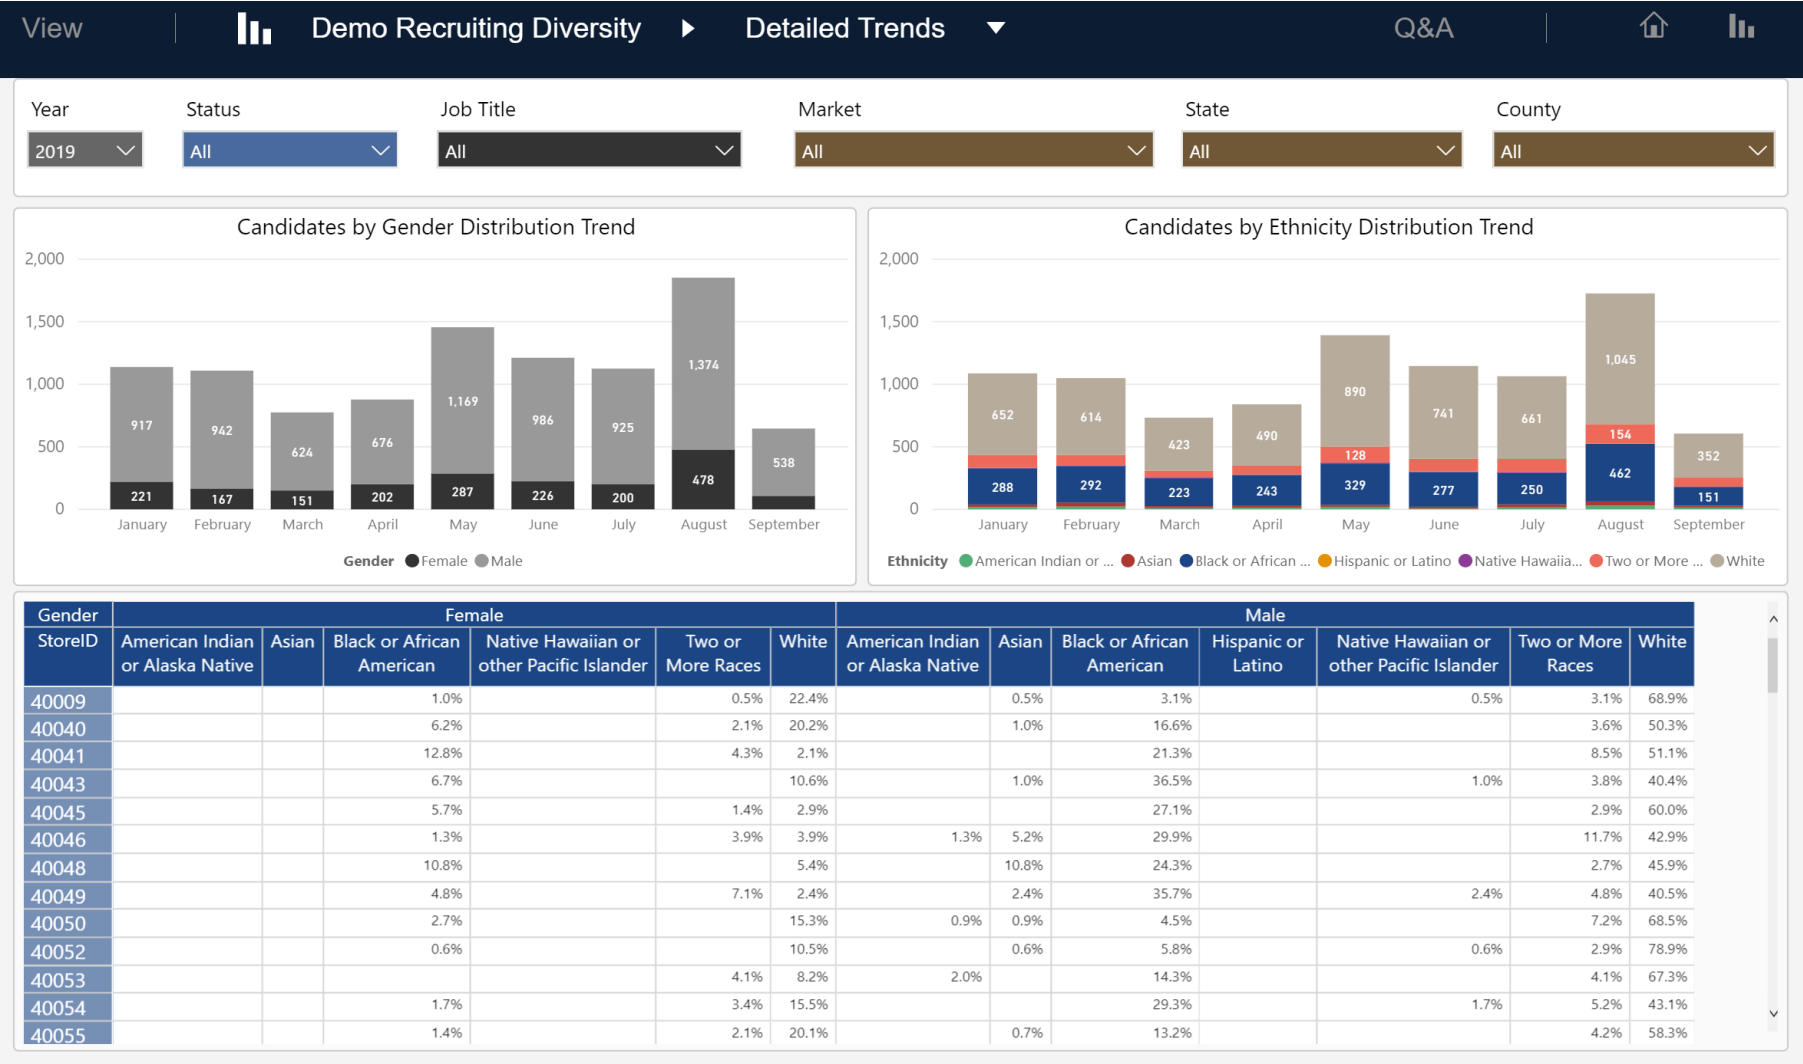 View
Demo Recruiting Diversity
Detailed Trends
Q&A
Year Status Job Title Market State County
2019 All All All All All
Candidates by Gender Distribution Trend
2,000
1,500
1,000
500
0
917 942 624 676 1,169 986 925 1,374 538
221 167 151 202 287 226 200 478
January February March April May June July August September
Gender Female Male
Candidates by Ethnicity Distribution Trend
2,000
1,500
1,000
500
0
652 614 423 490 890 741 661 1,045 352
128 154
288 292 223 243 329 277 250 462 151
January February March April May June July August September
Ethnicity American Indian or ... Asian Black or African ... Hispanic or Latino Native Hawaiia... Two or More ... White
Gender Female Male
StoreID American Indian or Alaska Native Asian Black or African American Native Hawaiian or other Pacific Islander Two or More Races White American Indian or Alaska Native Asian Black or African American Hispanic or Latino Native Hawaiian or other Pacific Islander Two or More Races White
40009 1.0% 0.5% 22.4% 0.5% 3.1% 0.5% 3.1% 68.9%
40040 6.2% 2.1% 20.2% 1.0% 16.6% 3.6% 50.3%
40041 12.8% 4.3% 2.1% 21.3% 8.5% 51.1%
40043 6.7% 10.6% 1.0% 36.5% 1.0% 3.8% 40.4%
40045 5.7% 1.4% 2.9% 27.1% 2.9% 60.0%
40046 1.3% 3.9% 3.9% 1.3% 5.2% 29.9% 11.7% 42.9%
40048 10.8% 5.4% 10.8% 24.3% 2.7% 45.9%
40049 4.8% 7.1% 2.4% 2.4% 35.7% 2.4% 4.8% 40.5%
40050 2.7% 15.3% 0.9% 0.9% 4.5% 7.2% 68.5%
40052 0.6% 10.5% 0.6% 5.8% 0.6% 2.9% 78.9%
40053 4.1% 8.2% 2.0% 14.3% 4.1% 67.3%
40054 1.7% 3.4% 15.5% 29.3% 1.7% 5.2% 43.1%
40055 1.4% 2.1% 20.1% 0.7% 13.2% 4.2% 58.3%